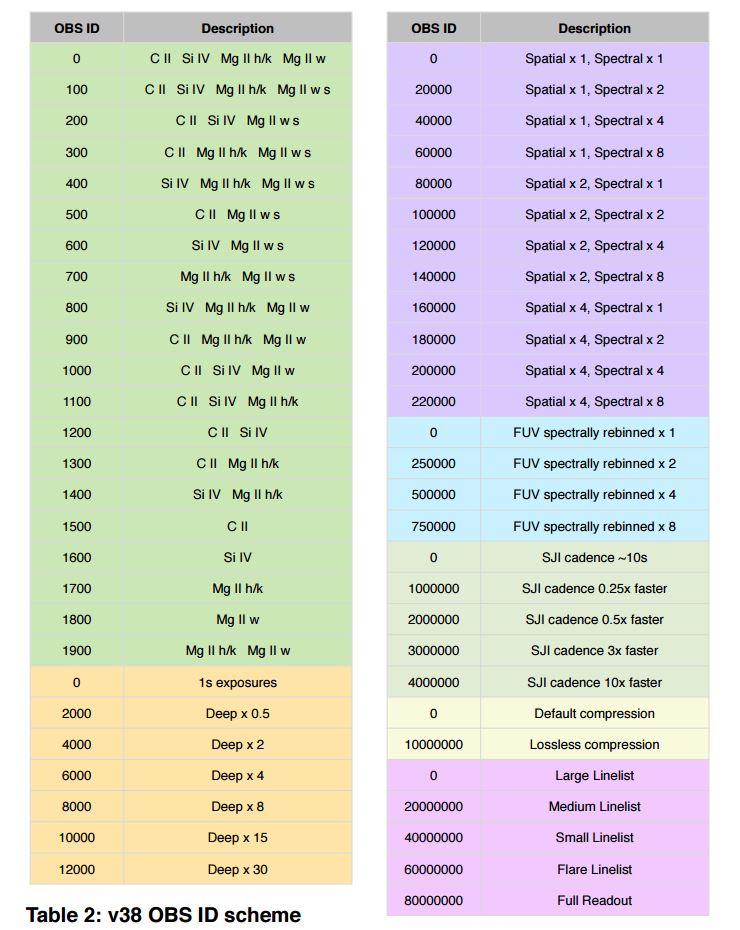 OBS ID Description
0 C II Si IV Mg II h/k Mg II w
100 C II Si IV Mg II h/k Mg II w s
200 C II Si IV Mg II w s
300 C II Mg II h/k Mg II w s
400 Si IV Mg II h/k Mg II w s
500 C II Mg II w s
600 Si IV Mg II w s
700 Mg II h/k Mg II w s
800 Si IV Mg II h/k Mg II w
900 C II Mg II h/k Mg II w
1000 C II Si IV Mg II w
1100 C II Si IV Mg II h/k
1200 C II Si IV
1300 C II Mg II h/k
1400 Si IV Mg II h/k
1500 C II
1600 Si IV
1700 Mg II h/k
1800 Mg II w
1900 Mg II h/k Mg II w
0 1s exposures
2000 Deep x 0.5
4000 Deep x 2
6000 Deep x 4
8000 Deep x 8
10000 Deep x 15
12000 Deep x 30
Table 2: v38 OBS ID scheme
OBS ID Description
0 Spatial x 1, Spectral x 1
20000 Spatial x 1, Spectral x 2
40000 Spatial x 1, Spectral x 4
60000 Spatial x 1, Spectral x 8
80000 Spatial x 2, Spectral x 1
100000 Spatial x 2, Spectral x 2
120000 Spatial x 2, Spectral x 4
140000 Spatial x 2, Spectral x 8
160000 Spatial x 4, Spectral x 1
180000 Spatial x 4, Spectral x 2
200000 Spatial x 4, Spectral x 4
220000 Spatial x 4, Spectral x 8
0 FUV spectrally rebinned x 1
250000 FUV spectrally rebinned x 2
500000 FUV spectrally rebinned x 4
750000 FUV spectrally rebinned x 8
0 SJI cadence ~10s
1000000 SJI cadence 0.25x faster
2000000 SJI cadence 0.5x faster
3000000 SJI cadence 3x faster
4000000 SJI cadence 10x faster
0 Default compression
10000000 Lossless compression
0 Large Linelist
20000000 Medium Linelist
40000000 Small Linelist
60000000 Flare Linelist
80000000 Full Readout